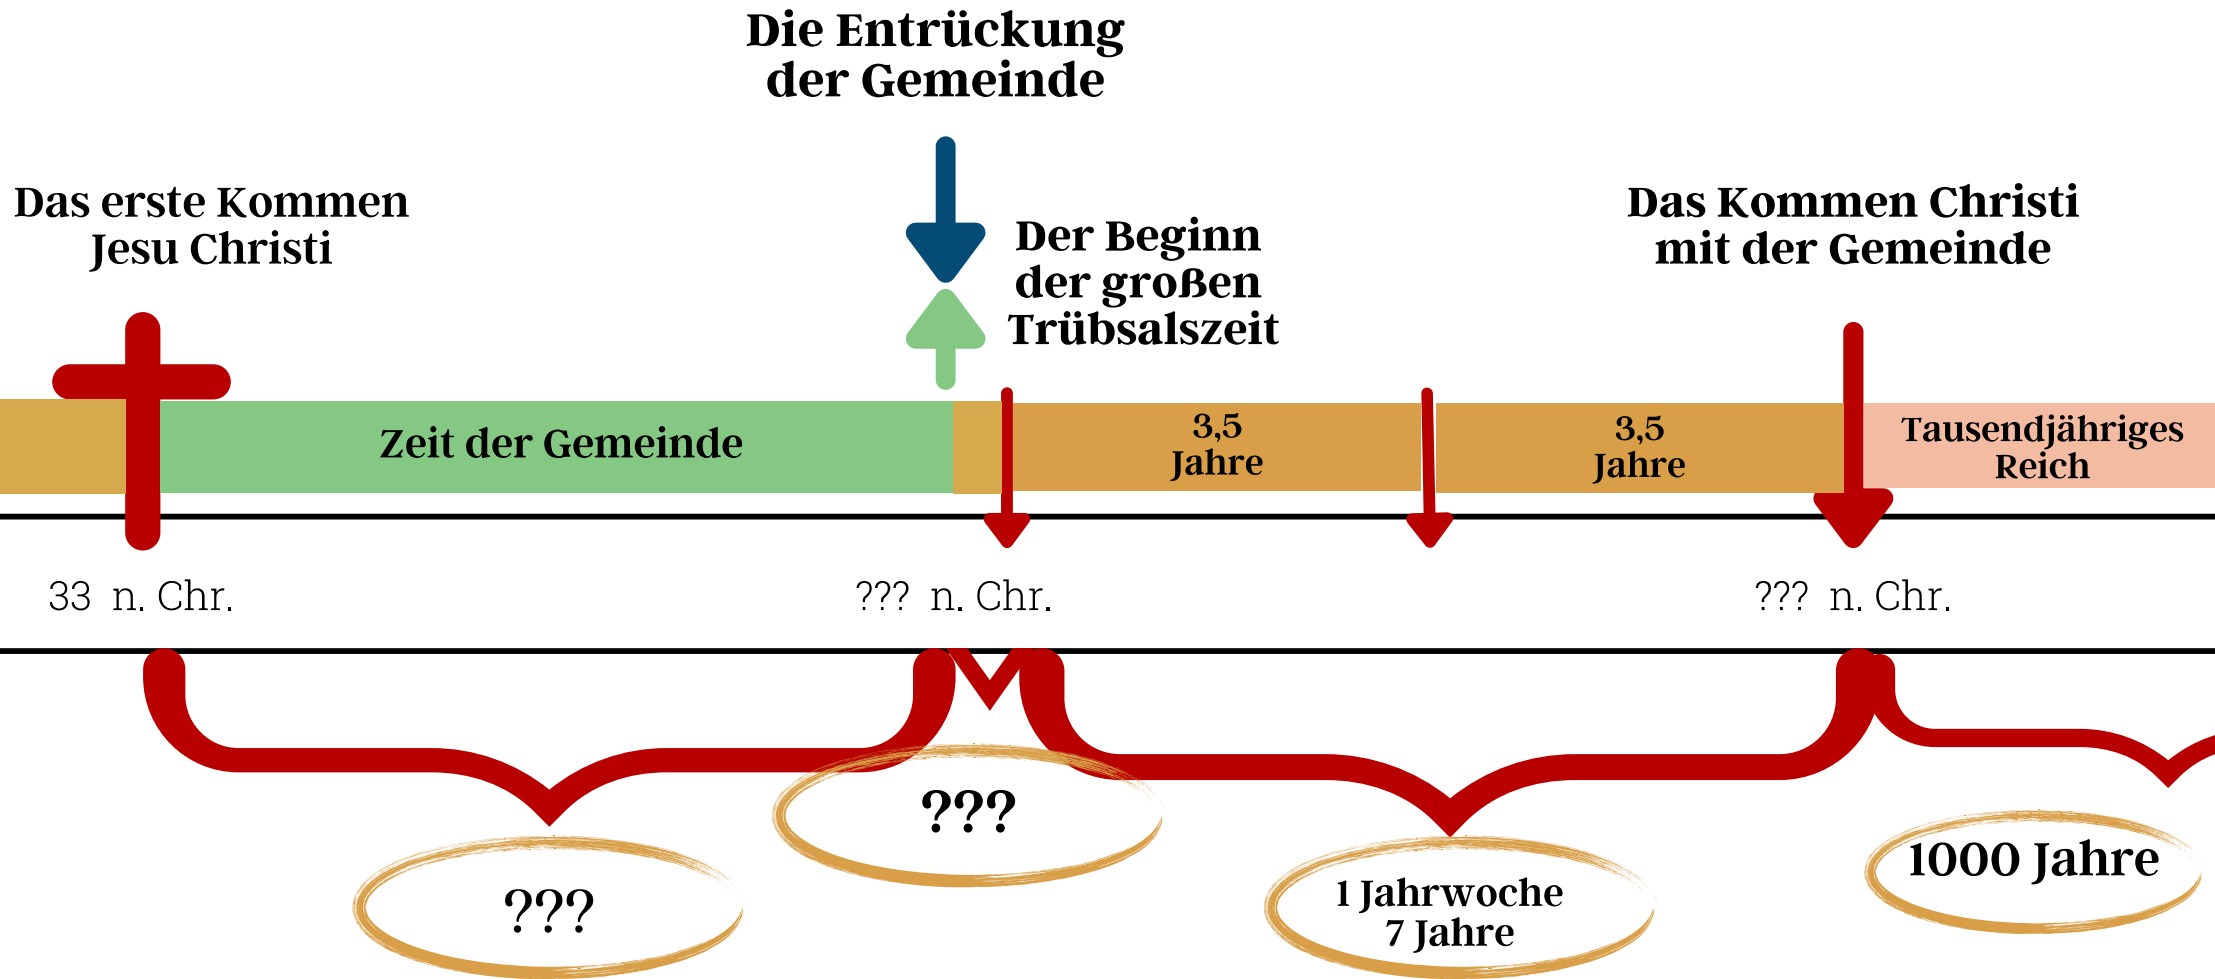 Die Entrückung
der Gemeinde
Das erste Kommen
Jesu Christi
Der Beginn
der großen
Trübsalszeit
Das Kommen Christi
mit der Gemeinde
Zeit der Gemeinde
3,5
Jahre
3,5
Jahre
Tausendjähriges
Reich
33 n. Chr.
??? n. Chr.
??? n. Chr.
???
???
1 Jahrwoche
7 Jahre
1000 Jahre